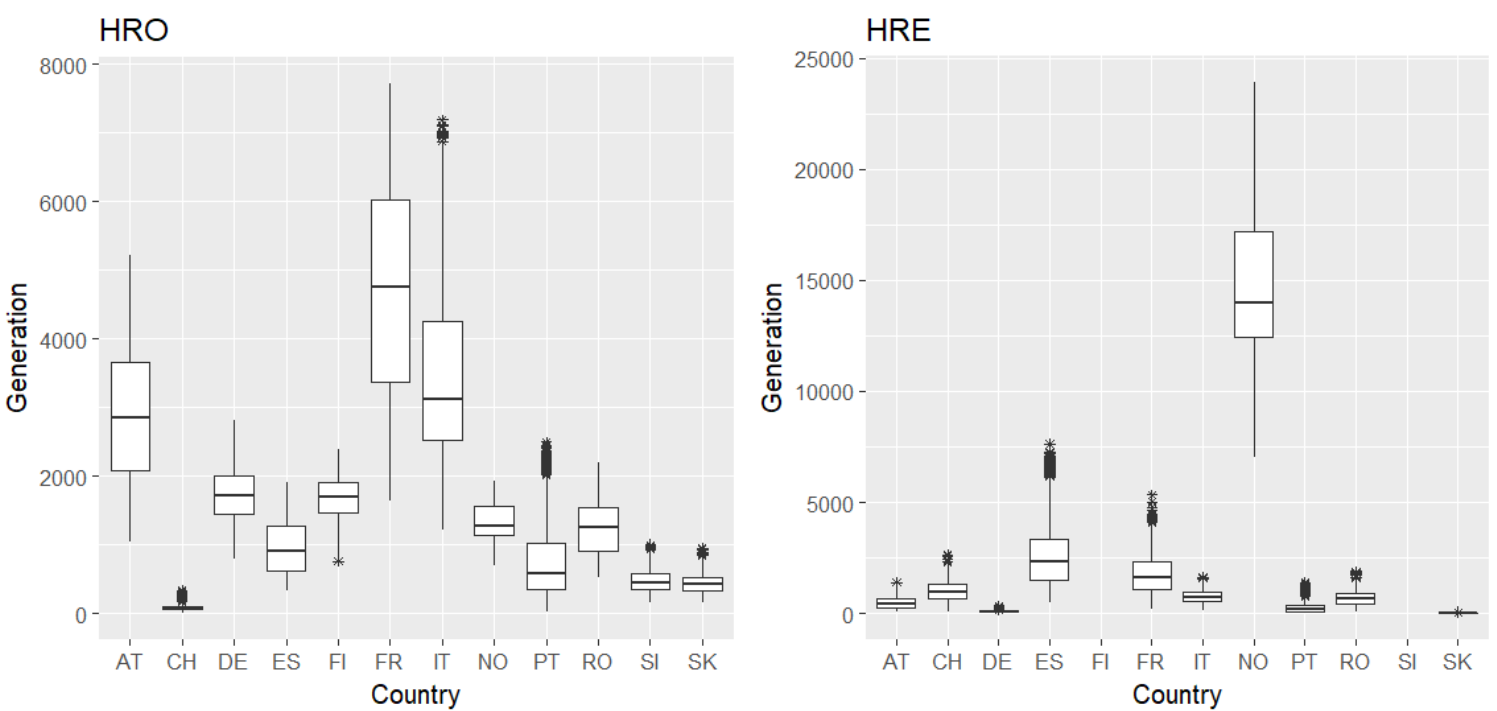 HRO
8000
6000
4000
2000
0
Generation
AT CH DE ES FI FR IT NO PT RO SI SK
Country
HRE
25000
20000
15000
10000
5000
0
Generation
AT CH DE ES FI FR IT NO PT RO SI SK
Country